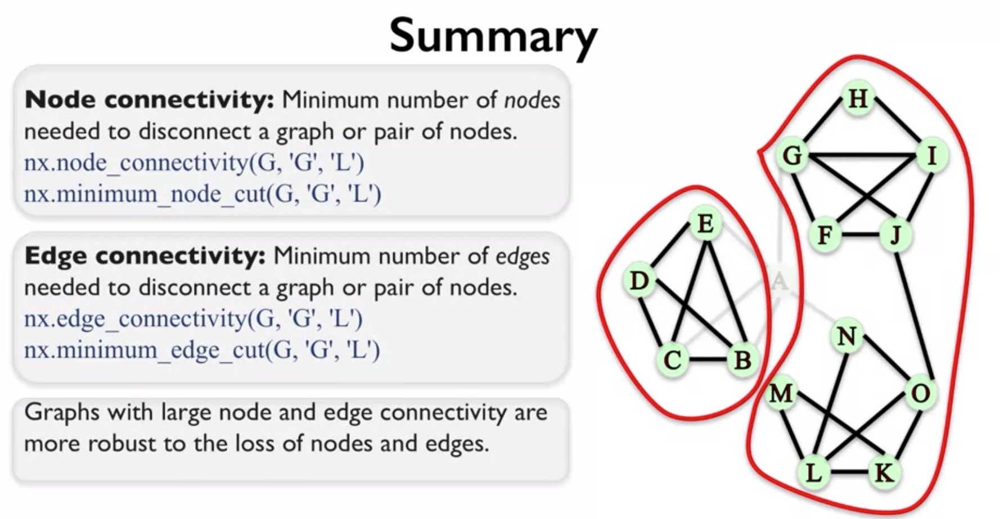 Summary
Node connectivity: Minimum number of nodes
needed to disconnect a graph or pair of nodes.
nx.node_connectivity(G, 'G', 'L')
nx.minimum_node_cut(G, 'G', 'L')
Edge connectivity: Minimum number of edges
needed to disconnect a graph or pair of nodes.
nx.edge_connectivity(G, 'G', 'L')
nx.minimum_edge_cut(G, 'G', 'L')
Graphs with large node and edge connectivity are
more robust to the loss of nodes and edges.
H
G I
F J
E
D A
C B
N
M O
L K